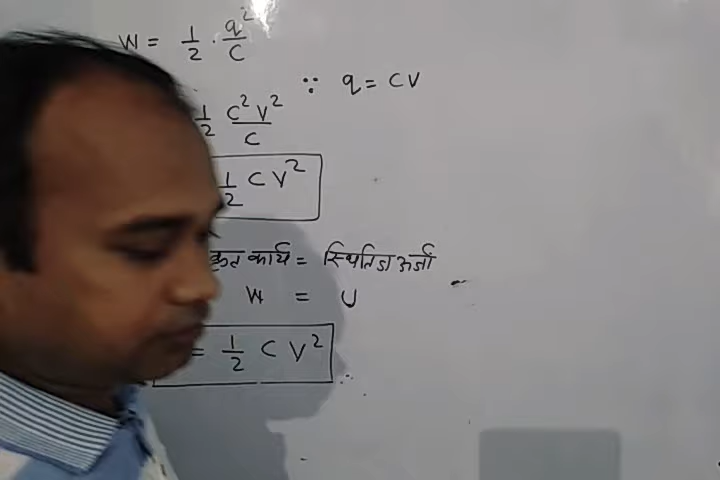 W = 1/2 · q²/C
∵ q = CV
1/2 C²V²/C
1/2 CV²
कृत कार्य = स्थितिज ऊर्जा
W = U
= 1/2 CV²